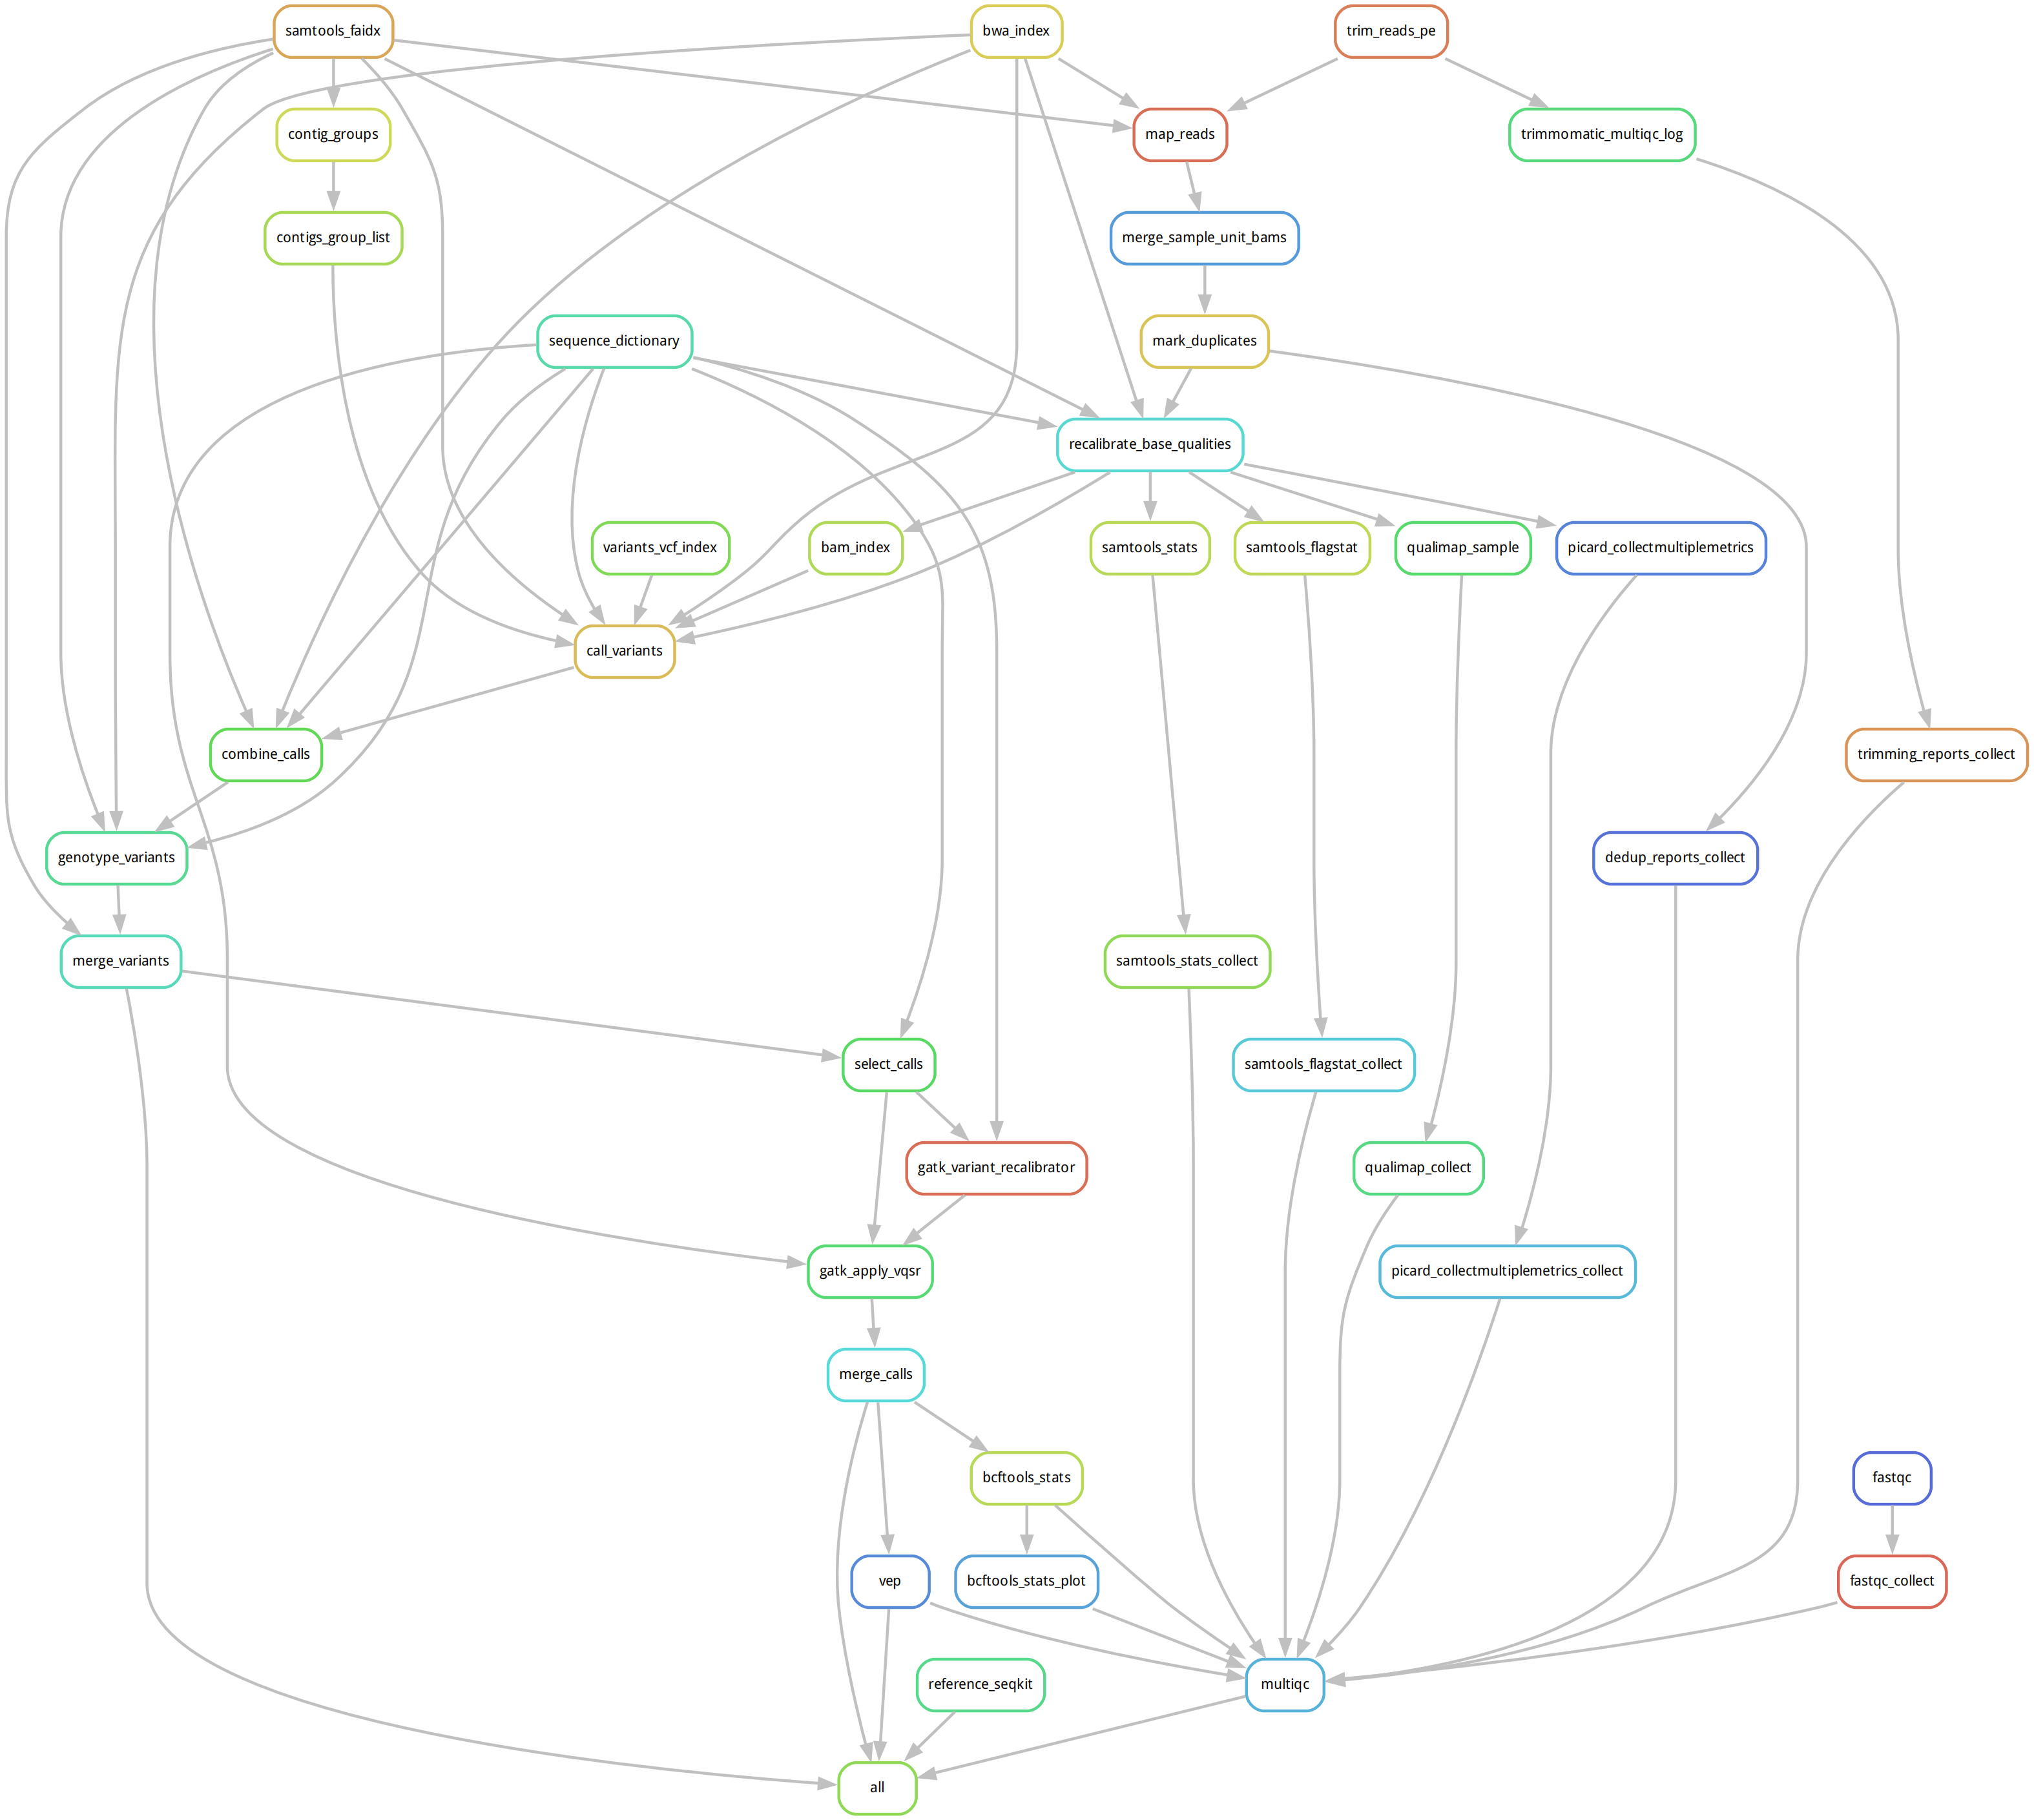 samtools_faidx
bwa_index
trim_reads_pe
contig_groups
map_reads
trimmomatic_multiqc_log
contigs_group_list
merge_sample_unit_bams
sequence_dictionary
mark_duplicates
recalibrate_base_qualities
variants_vcf_index
bam_index
samtools_stats
samtools_flagstat
qualimap_sample
picard_collectmultiplemetrics
call_variants
combine_calls
trimming_reports_collect
genotype_variants
dedup_reports_collect
merge_variants
samtools_stats_collect
select_calls
samtools_flagstat_collect
gatk_variant_recalibrator
qualimap_collect
gatk_apply_vqsr
picard_collectmultiplemetrics_collect
merge_calls
bcftools_stats
fastqc
vep
bcftools_stats_plot
fastqc_collect
reference_seqkit
multiqc
all